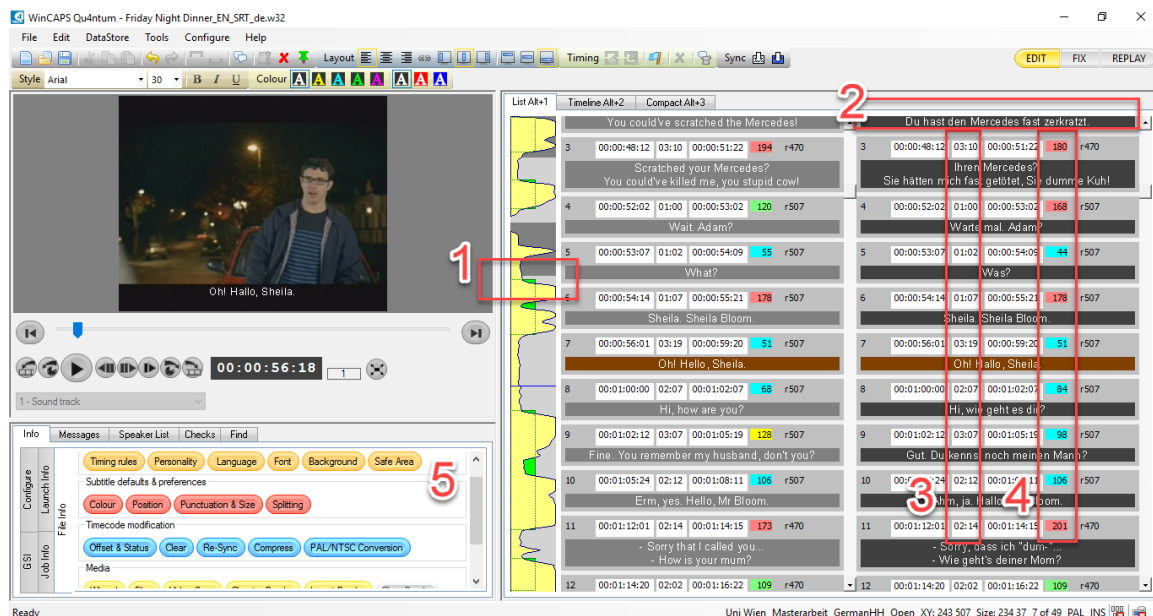 WinCAPS Qu4ntum - Friday Night Dinner_EN_SRT_de.w32
File Edit DataStore Tools Configure Help
Layout Timing Sync EDIT FIX REPLAY
Style Arial 30 B I U Colour A A A A A A A A
List Alt+1 Timeline Alt+2 Compact Alt+3
2
You could've scratched the Mercedes! Du hast den Mercedes fast zerkratzt.
3 00:00:48:12 03:10 00:00:51:22 194 r470 3 00:00:48:12 03:10 00:00:51:22 180 r470
Scratched your Mercedes? Ihren Mercedes?
You could've killed me, you stupid cow! Sie hätten mich fast getötet, Sie dumme Kuh!
4 00:00:52:02 01:00 00:00:53:02 120 r507 4 00:00:52:02 01:00 00:00:53:02 168 r507
Wait. Adam? Warte mal. Adam?
1
5 00:00:53:07 01:02 00:00:54:09 55 r507 5 00:00:53:07 01:02 00:00:54:09 44 r507
What? Was?
6 00:00:54:14 01:07 00:00:55:21 178 r507 6 00:00:54:14 01:07 00:00:55:21 178 r507
Sheila. Sheila Bloom. Sheila. Sheila Bloom.
7 00:00:56:01 03:19 00:00:59:20 51 r507 7 00:00:56:01 03:19 00:00:59:20 51 r507
Oh! Hello, Sheila. Oh! Hallo, Sheila.
8 00:01:00:00 02:07 00:01:02:07 68 r507 8 00:01:00:00 02:07 00:01:02:07 84 r507
Hi, how are you? Hi, wie geht es dir?
9 00:01:02:12 03:07 00:01:05:19 128 r507 9 00:01:02:12 03:07 00:01:05:19 98 r507
Fine. You remember my husband, don't you? Gut. Du kennst noch meinen Mann?
10 00:01:05:24 02:12 00:01:08:11 106 r507 10 02:12 106 r507
3 4
Erm, yes. Hello, Mr Bloom.
11 00:01:12:01 02:14 00:01:14:15 173 r470 11 00:01:12:01 02:14 00:01:14:15 201 r470
- Sorry that I called you... - Sorry, dass ich "dum-"...
- How is your mum? - Wie geht's deiner Mom?
12 00:01:14:20 02:02 00:01:16:22 109 r470 12 00:01:14:20 02:02 00:01:16:22 109 r470
Oh! Hallo, Sheila.
00:00:56:18 1
1 - Sound track
Info Messages Speaker List Checks Find
Configure Launch Info File Info GSI Job Info
Timing rules Personality Language Font Background Safe Area
5
Subtitle defaults & preferences
Colour Position Punctuation & Size Splitting
Timecode modification
Offset & Status Clear Re-Sync Compress PAL/NTSC Conversion
Media
Ready Uni Wien Masterarbeit GermanHH Open XY: 243 507 Size: 234 37 7 of 49 PAL INS